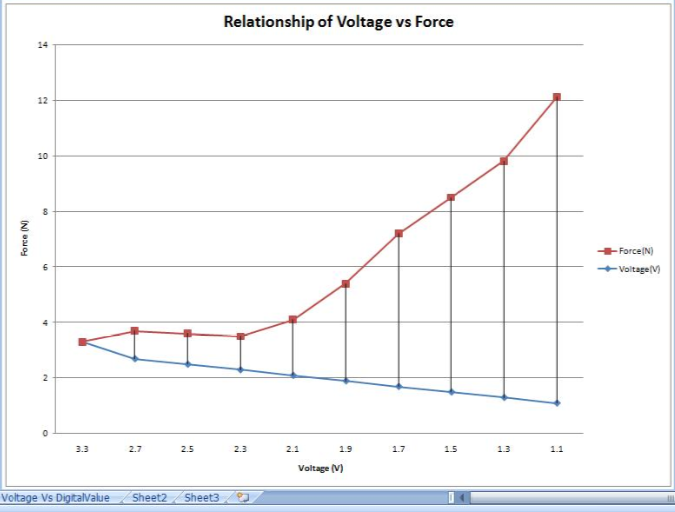 Relationship of Voltage vs Force
14
12
10
8
6
4
2
0
Force (N)
3.3 2.7 2.5 2.3 2.1 1.9 1.7 1.5 1.3 1.1
Voltage (V)
Force(N)
Voltage(V)
Voltage Vs DigitalValue Sheet2 Sheet3